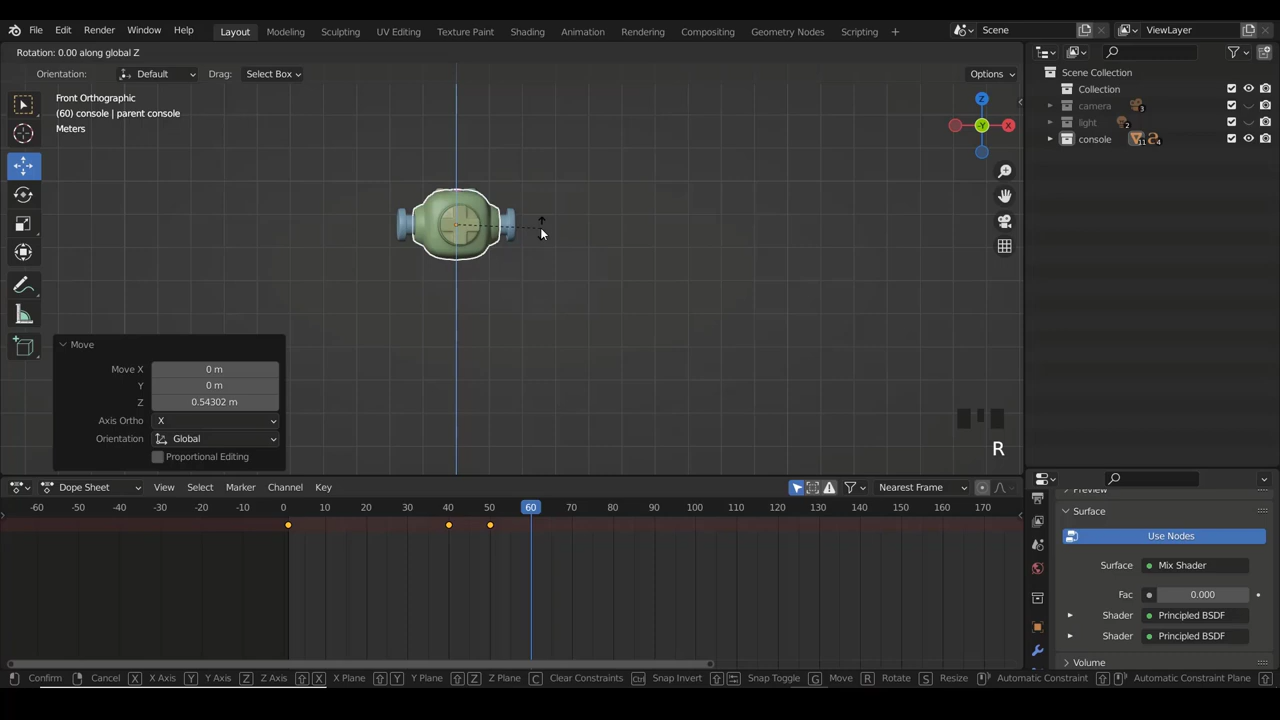 File Edit Render Window Help Layout Modeling Sculpting UV Editing Texture Paint Shading Animation Rendering Compositing Geometry Nodes Scripting + Scene ViewLayer
Rotation: 0.00 along global Z
Orientation: Default Drag: Select Box Options
Front Orthographic
(60) console | parent console
Meters
Z
Y
X
Scene Collection
Collection
camera 3
light 2
console 11 4
Move
Move X 0 m
Y 0 m
Z 0.54302 m
Axis Ortho X
Orientation Global
Proportional Editing
R
Dope Sheet View Select Marker Channel Key Nearest Frame
-60 -50 -40 -30 -20 -10 0 10 20 30 40 50 60 70 80 90 100 110 120 130 140 150 160 170
Preview
Surface
Use Nodes
Surface Mix Shader
Fac 0.000
Shader Principled BSDF
Shader Principled BSDF
Volume
Confirm Cancel X X Axis Y Y Axis Z Z Axis X X Plane Y Y Plane Z Z Plane C Clear Constraints Ctrl Snap Invert Snap Toggle G Move R Rotate S Resize Automatic Constraint Automatic Constraint Plane